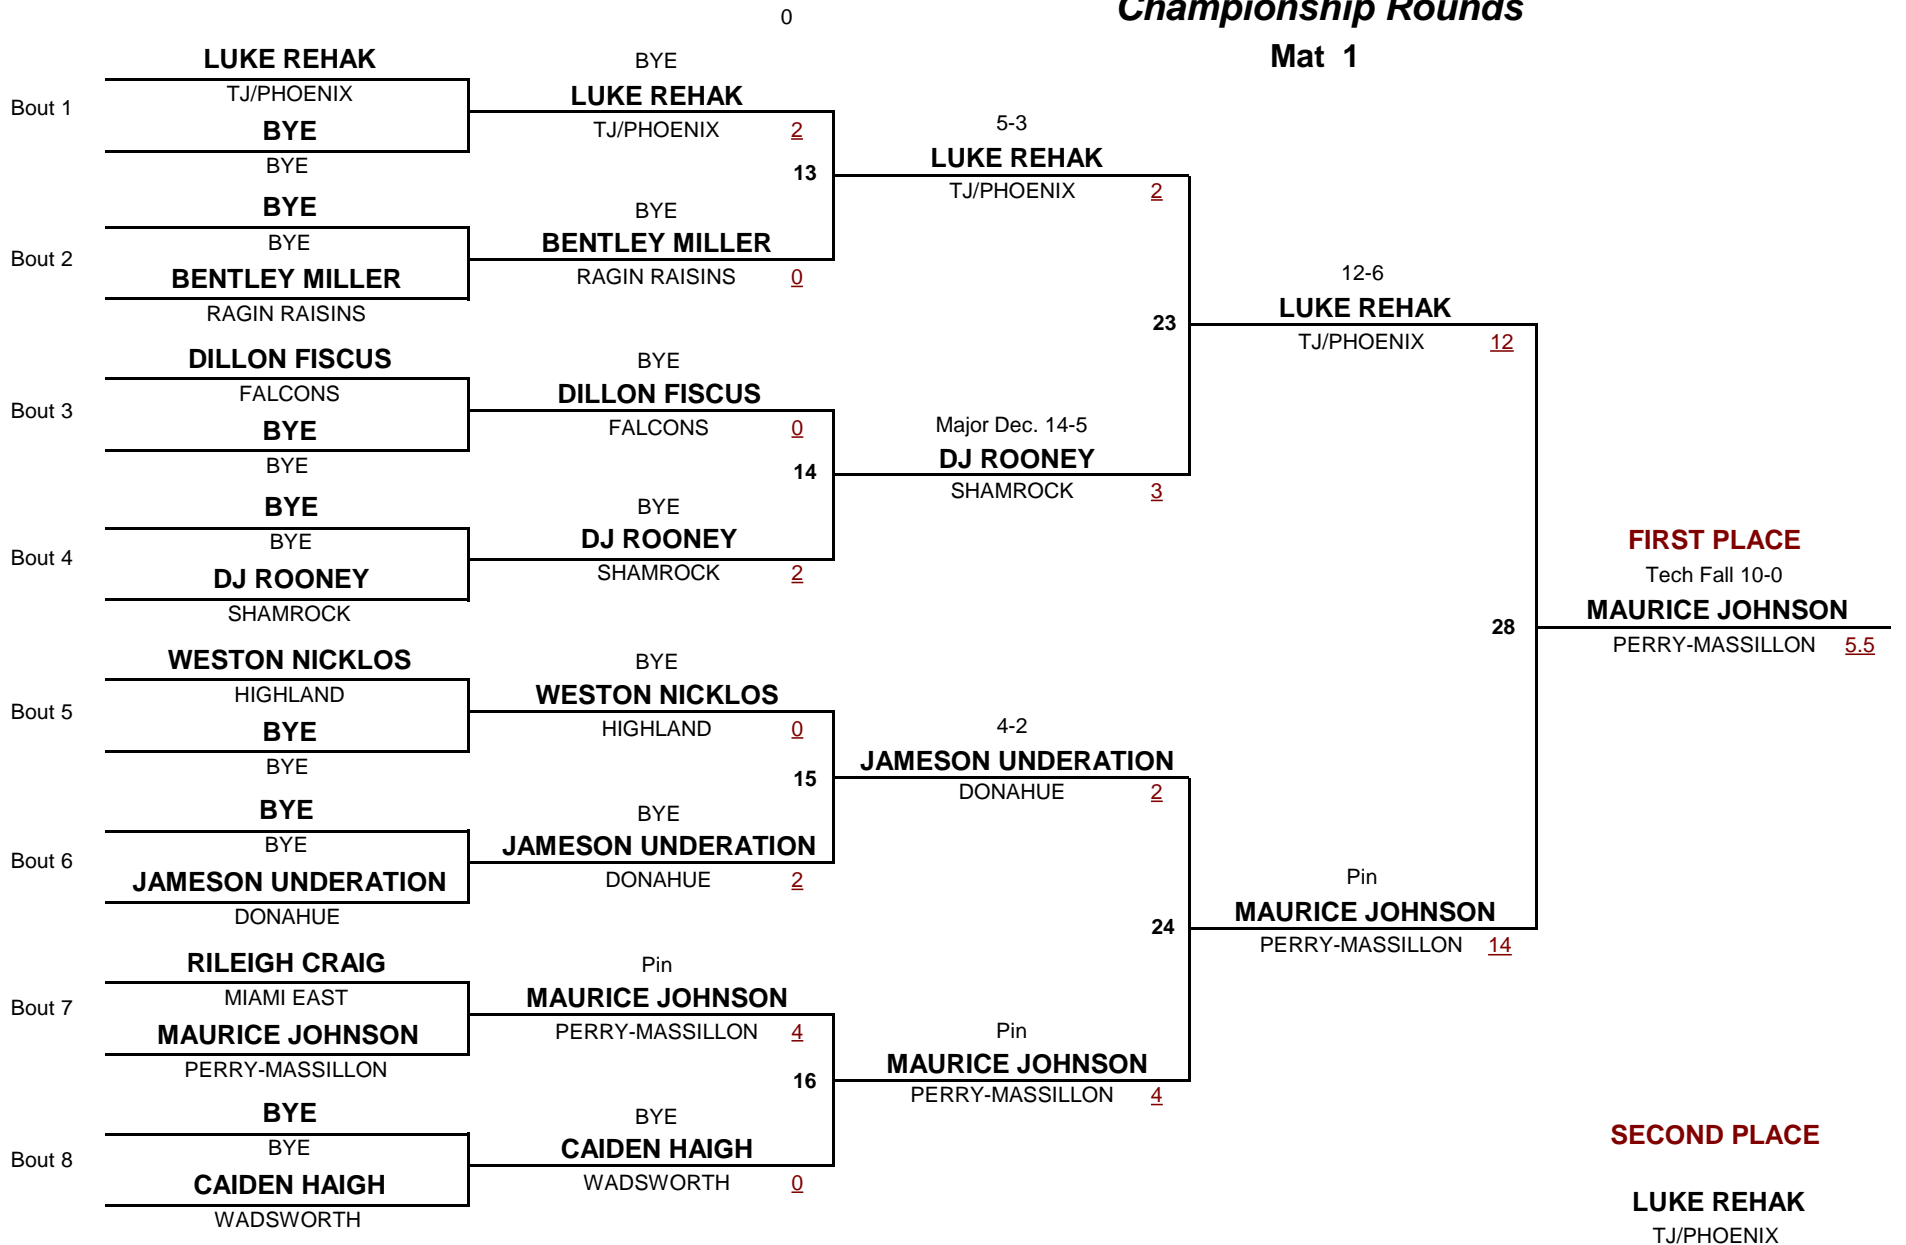 0
Championship Rounds
Mat 1
LUKE REHAK
TJ/PHOENIX
Bout 1
BYE
BYE
BYE
BYE
Bout 2
BENTLEY MILLER
RAGIN RAISINS
DILLON FISCUS
FALCONS
Bout 3
BYE
BYE
BYE
BYE
Bout 4
DJ ROONEY
SHAMROCK
WESTON NICKLOS
HIGHLAND
Bout 5
BYE
BYE
BYE
BYE
Bout 6
JAMESON UNDERATION
DONAHUE
RILEIGH CRAIG
MIAMI EAST
Bout 7
MAURICE JOHNSON
PERRY-MASSILLON
BYE
BYE
Bout 8
CAIDEN HAIGH
WADSWORTH
BYE
LUKE REHAK
TJ/PHOENIX 2
13
BYE
BENTLEY MILLER
RAGIN RAISINS 0
BYE
DILLON FISCUS
FALCONS 0
14
BYE
DJ ROONEY
SHAMROCK 2
BYE
WESTON NICKLOS
HIGHLAND 0
15
BYE
JAMESON UNDERATION
DONAHUE 2
Pin
MAURICE JOHNSON
PERRY-MASSILLON 4
16
BYE
CAIDEN HAIGH
WADSWORTH 0
5-3
LUKE REHAK
TJ/PHOENIX 2
23
Major Dec. 14-5
DJ ROONEY
SHAMROCK 3
4-2
JAMESON UNDERATION
DONAHUE 2
24
Pin
MAURICE JOHNSON
PERRY-MASSILLON 4
12-6
LUKE REHAK
TJ/PHOENIX 12
28
Pin
MAURICE JOHNSON
PERRY-MASSILLON 14
FIRST PLACE
Tech Fall 10-0
MAURICE JOHNSON
PERRY-MASSILLON 5.5
SECOND PLACE
LUKE REHAK
TJ/PHOENIX